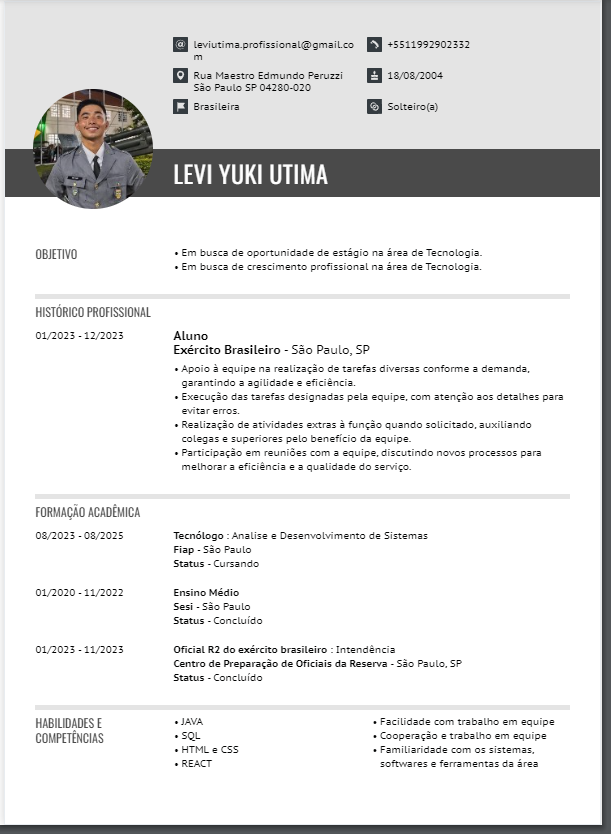 leviutima.profissional@gmail.co
m
+5511992902332
Rua Maestro Edmundo Peruzzi
São Paulo SP 04280-020
18/08/2004
Brasileira
Solteiro(a)
LEVI YUKI UTIMA
OBJETIVO
• Em busca de oportunidade de estágio na área de Tecnologia.
• Em busca de crescimento profissional na área de Tecnologia.
HISTÓRICO PROFISSIONAL
01/2023 - 12/2023
Aluno
Exército Brasileiro - São Paulo, SP
• Apoio à equipe na realização de tarefas diversas conforme a demanda,
garantindo a agilidade e eficiência.
• Execução das tarefas designadas pela equipe, com atenção aos detalhes para
evitar erros.
• Realização de atividades extras à função quando solicitado, auxiliando
colegas e superiores pelo benefício da equipe.
• Participação em reuniões com a equipe, discutindo novos processos para
melhorar a eficiência e a qualidade do serviço.
FORMAÇÃO ACADÊMICA
08/2023 - 08/2025
Tecnólogo : Analise e Desenvolvimento de Sistemas
Fiap - São Paulo
Status - Cursando
01/2020 - 11/2022
Ensino Médio
Sesi - São Paulo
Status - Concluído
01/2023 - 11/2023
Oficial R2 do exército brasileiro : Intendência
Centro de Preparação de Oficiais da Reserva - São Paulo, SP
Status - Concluído
HABILIDADES E
COMPETÊNCIAS
• JAVA
• SQL
• HTML e CSS
• REACT
• Facilidade com trabalho em equipe
• Cooperação e trabalho em equipe
• Familiaridade com os sistemas,
softwares e ferramentas da área